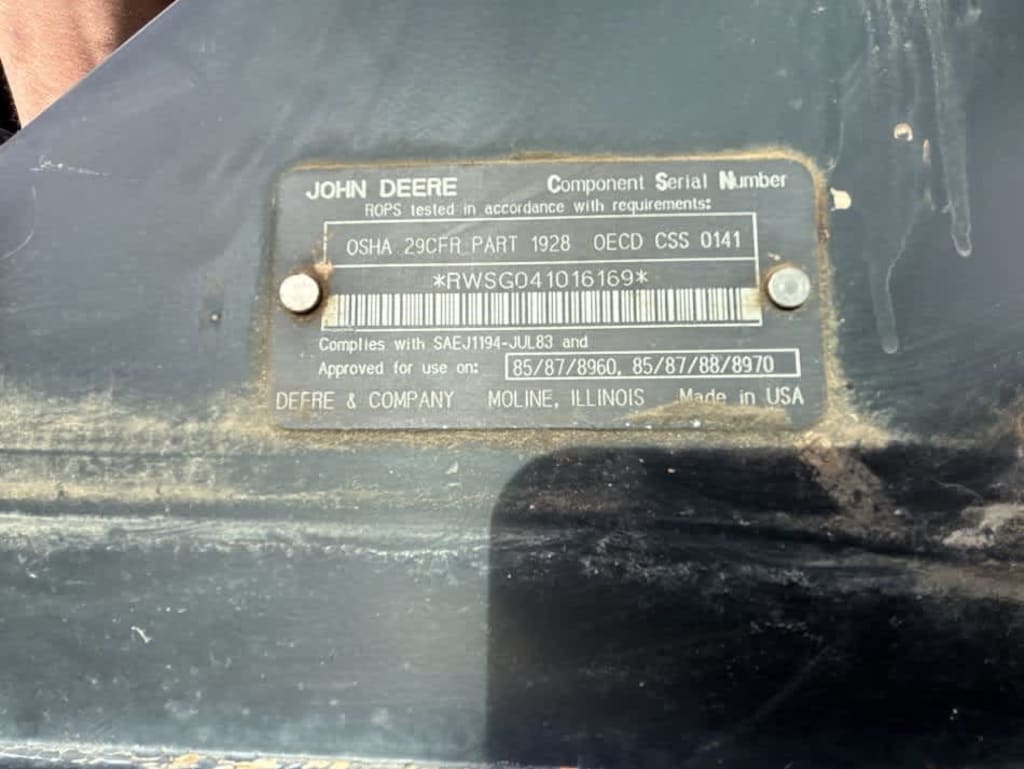 JOHN DEERE Component Serial Number
ROPS tested in accordance with requirements:
OSHA 29CFR PART 1928 OECD CSS 0141
*RWSG041016169*
Complies with SAEJ1194-JUL83 and
Approved for use on: 85/87/8960, 85/87/88/8970
DEERE & COMPANY MOLINE, ILLINOIS Made in USA